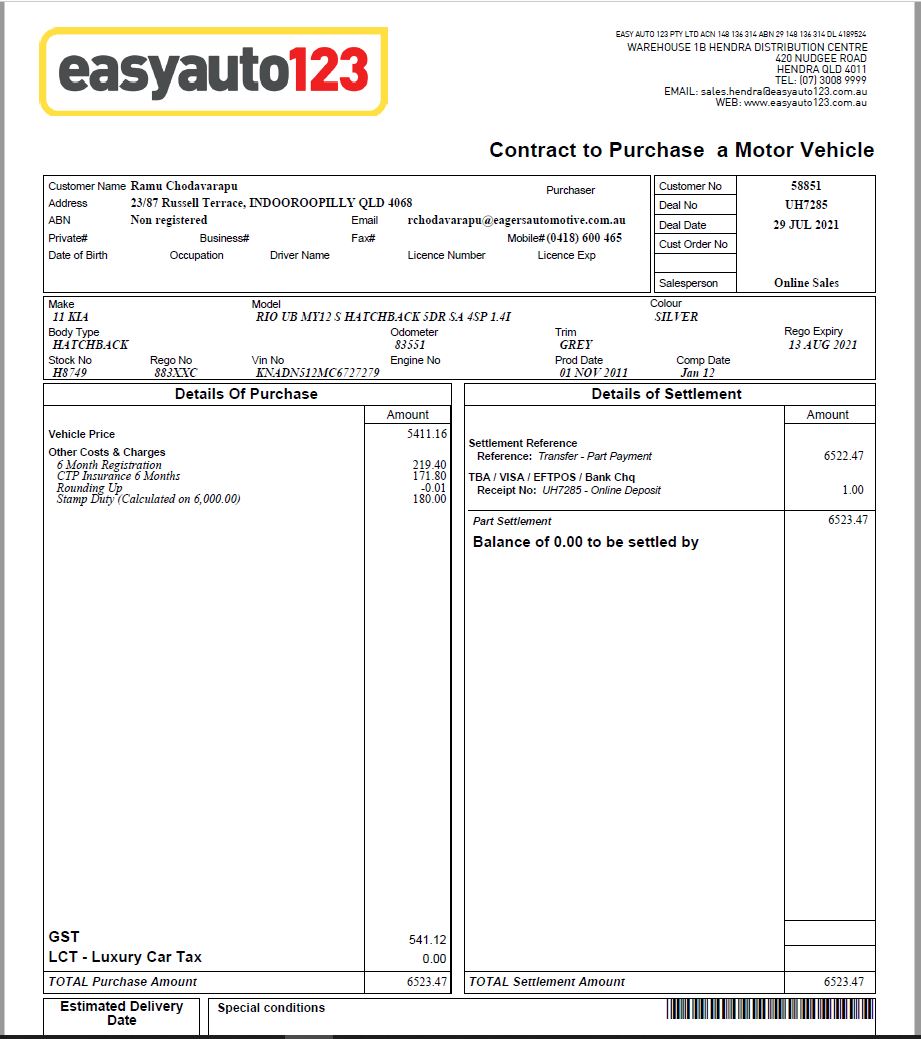 easyauto123
EASY AUTO 123 PTY LTD ACN 148 136 314 ABN 29 148 136 314 DL 4189524
WAREHOUSE 1B HENDRA DISTRIBUTION CENTRE
420 NUDGEE ROAD
HENDRA QLD 4011
TEL: (07) 3008 9999
EMAIL: sales.hendra@easyauto123.com.au
WEB: www.easyauto123.com.au
Contract to Purchase a Motor Vehicle
Customer Name Ramu Chodavarapu Purchaser
Address 23/87 Russell Terrace, INDOOROOPILLY QLD 4068
ABN Non registered Email rchodavarapu@eagersautomotive.com.au
Private# Business# Fax# Mobile# (0418) 600 465
Date of Birth Occupation Driver Name Licence Number Licence Exp
Customer No 58851
Deal No UH7285
Deal Date 29 JUL 2021
Cust Order No
Salesperson Online Sales
Make Model Colour
11 KIA RIO UB MY12 S HATCHBACK 5DR SA 4SP 1.4I SILVER
Body Type Odometer Trim Rego Expiry
HATCHBACK 83551 GREY 13 AUG 2021
Stock No Rego No Vin No Engine No Prod Date Comp Date
H8749 883XXC KNADN512MC6727279 01 NOV 2011 Jan 12
Details Of Purchase
Amount
Vehicle Price 5411.16
Other Costs & Charges
6 Month Registration 219.40
CTP Insurance 6 Months 171.80
Rounding Up -0.01
Stamp Duty (Calculated on 6,000.00) 180.00
GST 541.12
LCT - Luxury Car Tax 0.00
TOTAL Purchase Amount 6523.47
Details of Settlement
Amount
Settlement Reference
Reference: Transfer - Part Payment 6522.47
TBA / VISA / EFTPOS / Bank Chq
Receipt No: UH7285 - Online Deposit 1.00
Part Settlement 6523.47
Balance of 0.00 to be settled by
TOTAL Settlement Amount 6523.47
Estimated Delivery
Date
Special conditions